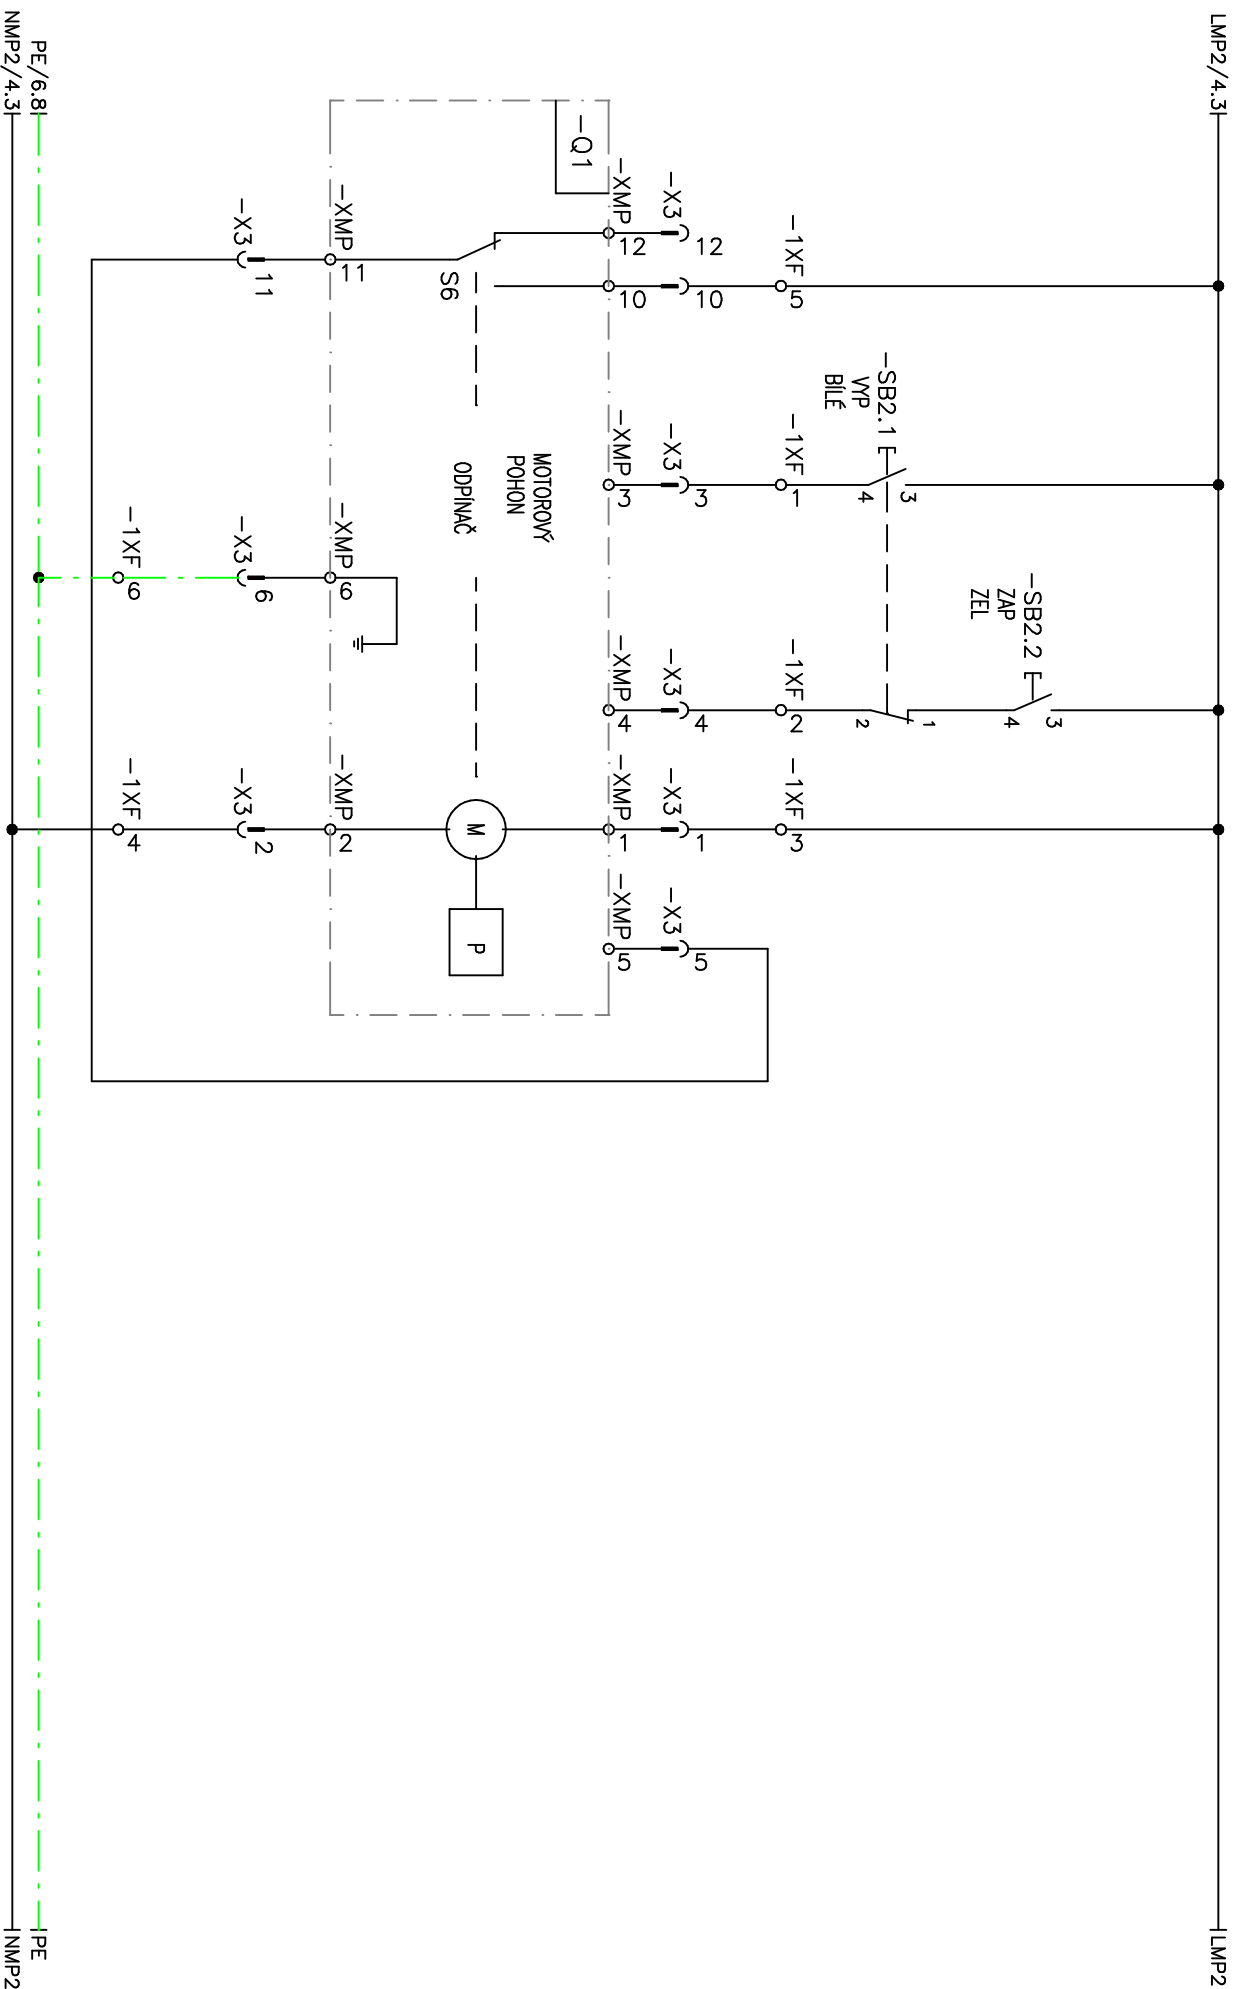 LMP2/4.3
LMP2
-SB2.2
ZAP
ZEL
3
4
-SB2.1
VYP
BÍLÉ
3
4
1
2
-1XF
5
-1XF
1
-1XF
2
-1XF
3
-X3
12
10
-X3
3
-X3
4
-X3
1
-X3
5
-XMP
12
10
-XMP
3
-XMP
4
-XMP
1
-XMP
5
-Q1
MOTOROVÝ
POHON
ODPÍNAČ
S6
M
P
-XMP
11
-XMP
6
-XMP
2
-X3
11
-X3
6
-X3
2
-1XF
6
-1XF
4
PE/6.8
PE
NMP2/4.3
NMP2